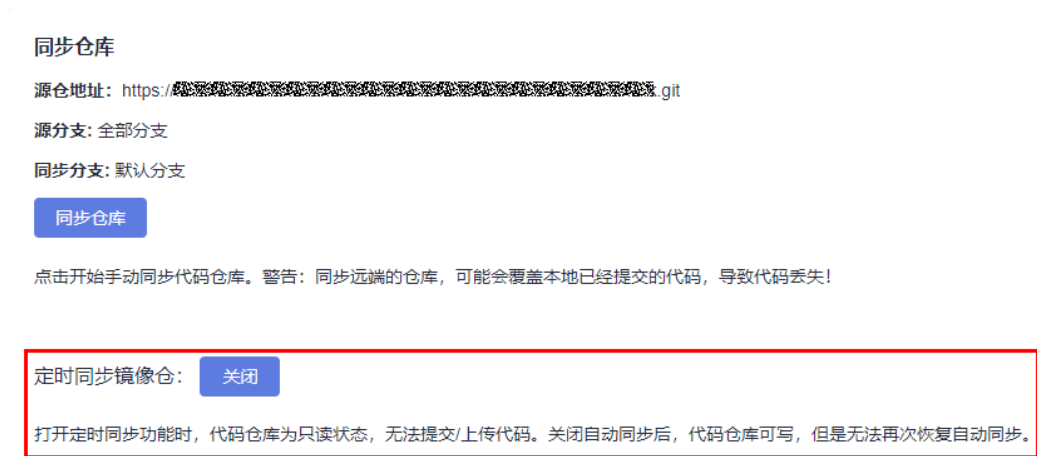 同步仓库
源仓地址：https://.git
源分支: 全部分支
同步分支: 默认分支
同步仓库
点击开始手动同步代码仓库。警告：同步远端的仓库，可能会覆盖本地已经提交的代码，导致代码丢失！
定时同步镜像仓： 关闭
打开定时同步功能时，代码仓库为只读状态，无法提交/上传代码。关闭自动同步后，代码仓库可写，但是无法再次恢复自动同步。